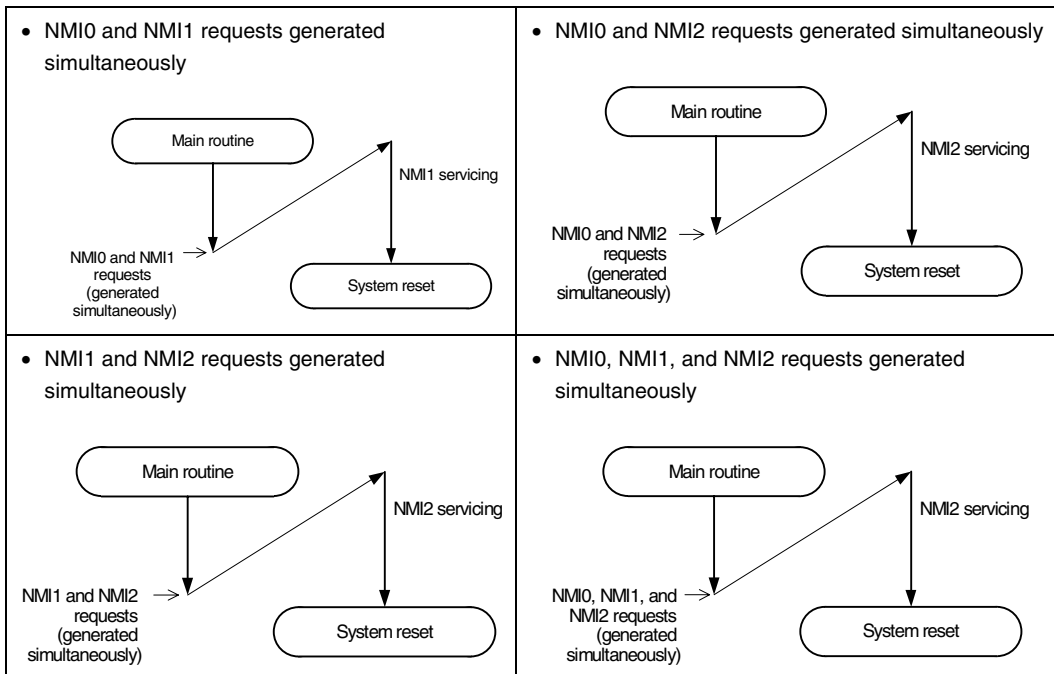 • NMI0 and NMI1 requests generated
simultaneously
Main routine
NMI1 servicing
NMI0 and NMI1
requests
(generated
simultaneously)
System reset
• NMI0 and NMI2 requests generated simultaneously
Main routine
NMI2 servicing
NMI0 and NMI2
requests
(generated
simultaneously)
System reset
• NMI1 and NMI2 requests generated
simultaneously
Main routine
NMI2 servicing
NMI1 and NMI2
requests
(generated
simultaneously)
System reset
• NMI0, NMI1, and NMI2 requests generated
simultaneously
Main routine
NMI2 servicing
NMI0, NMI1, and
NMI2 requests
(generated
simultaneously)
System reset